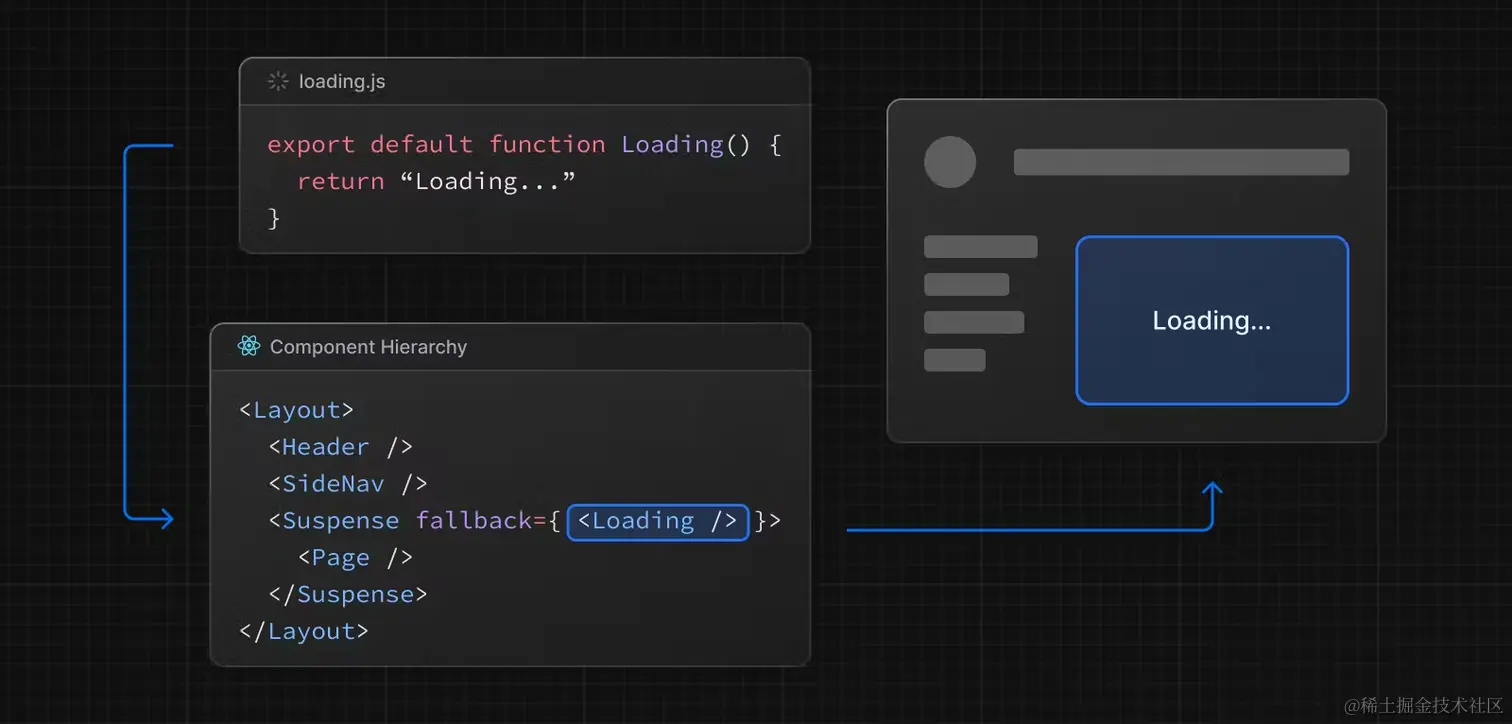 loading.js
export default function Loading() {
  return “Loading...”
}
Component Hierarchy
<Layout>
  <Header />
  <SideNav />
  <Suspense fallback={ <Loading /> }>
    <Page />
  </Suspense>
</Layout>
Loading...
@稀土掘金技术社区